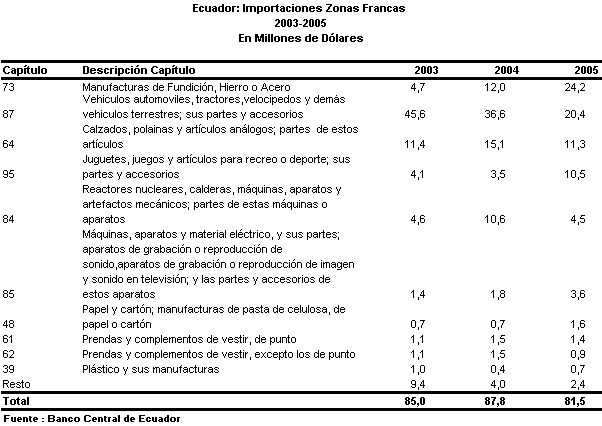 Ecuador: Importaciones Zonas Francas
2003-2005
En Millones de Dólares
Capítulo Descripción Capítulo 2003 2004 2005
73 Manufacturas de Fundición, Hierro o Acero 4,7 12,0 24,2
Vehiculos automoviles, tractores,velocipedos y demás
87 vehiculos terrestres; sus partes y accesorios 45,6 36,6 20,4
Calzados, polainas y artículos análogos; partes de estos
64 artículos 11,4 15,1 11,3
Juguetes, juegos y artículos para recreo o deporte; sus
95 partes y accesorios 4,1 3,5 10,5
Reactores nucleares, calderas, máquinas, aparatos y
artefactos mecánicos; partes de estas máquinas o
84 aparatos 4,6 10,6 4,5
Máquinas, aparatos y material eléctrico, y sus partes;
aparatos de grabación o reproducción de
sonido,aparatos de grabación o reproducción de imagen
y sonido en televisión; y las partes y accesorios de
85 estos aparatos 1,4 1,8 3,6
Papel y cartón; manufacturas de pasta de celulosa, de
48 papel o cartón 0,7 0,7 1,6
61 Prendas y complementos de vestir, de punto 1,1 1,5 1,4
62 Prendas y complementos de vestir, excepto los de punto 1,1 1,5 0,9
39 Plástico y sus manufacturas 1,0 0,4 0,7
Resto 9,4 4,0 2,4
Total 85,0 87,8 81,5
Fuente : Banco Central de Ecuador